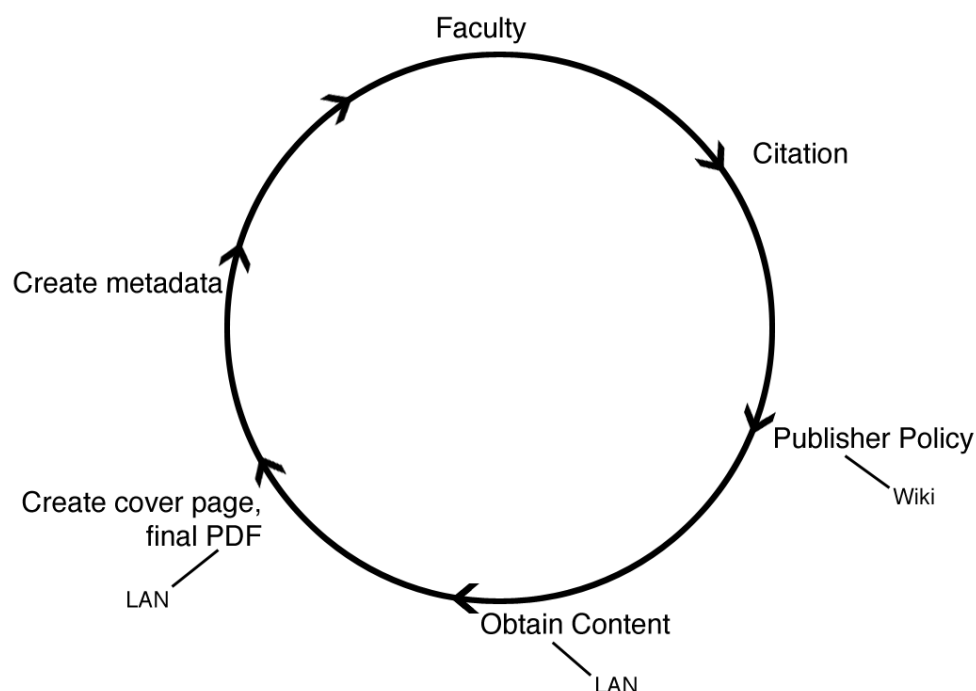 Faculty
Citation
Publisher Policy
Wiki
Obtain Content
LAN
Create cover page,
final PDF
LAN
Create metadata